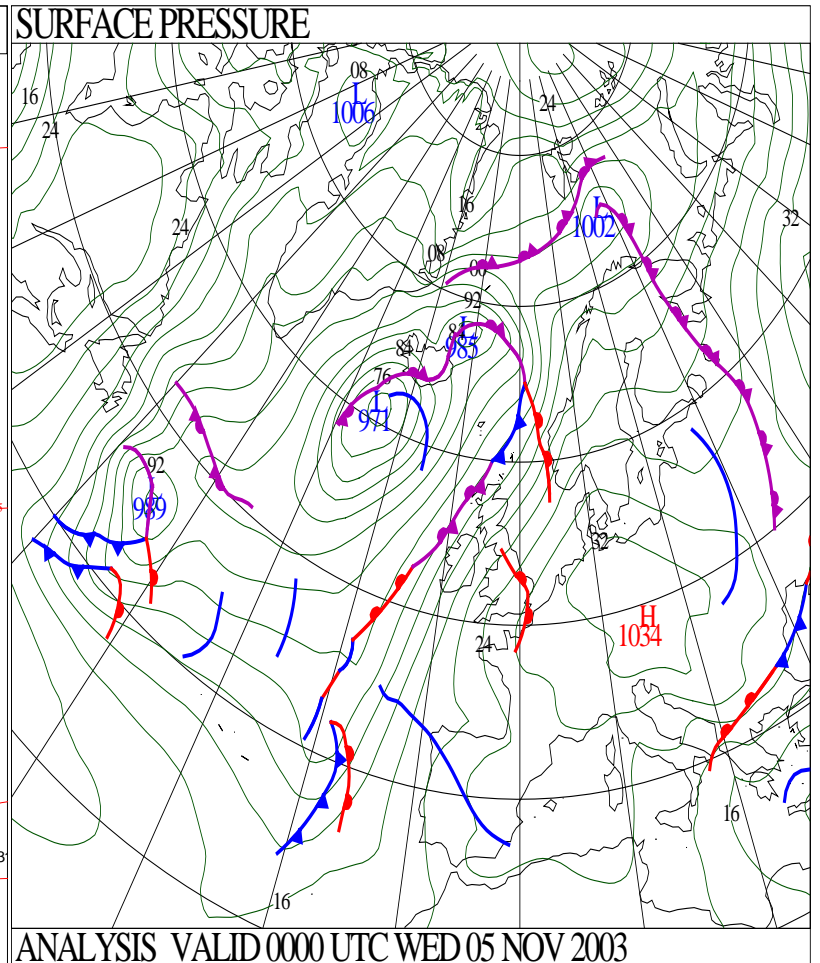 SURFACE PRESSURE
08
L
1006
16
24
24
24
32
16
L
1002
08
00
92
L
985
84
76
L
971
92
L
989
32
H
1034
24
16
16
ANALYSIS VALID 0000 UTC WED 05 NOV 2003